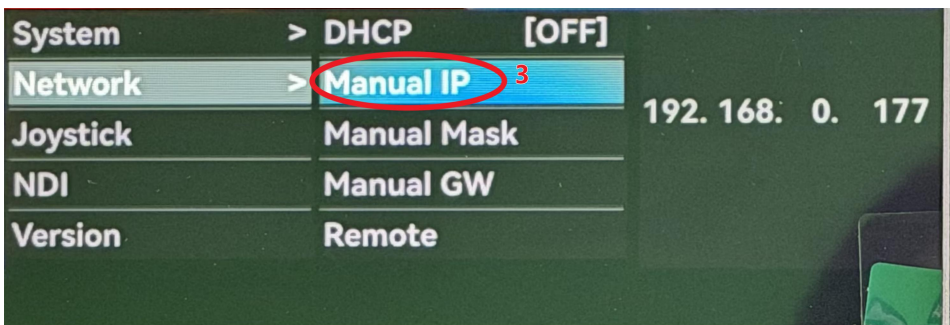 System > DHCP [OFF]
Network > Manual IP 3
192. 168. 0. 177
Joystick Manual Mask
NDI Manual GW
Version Remote